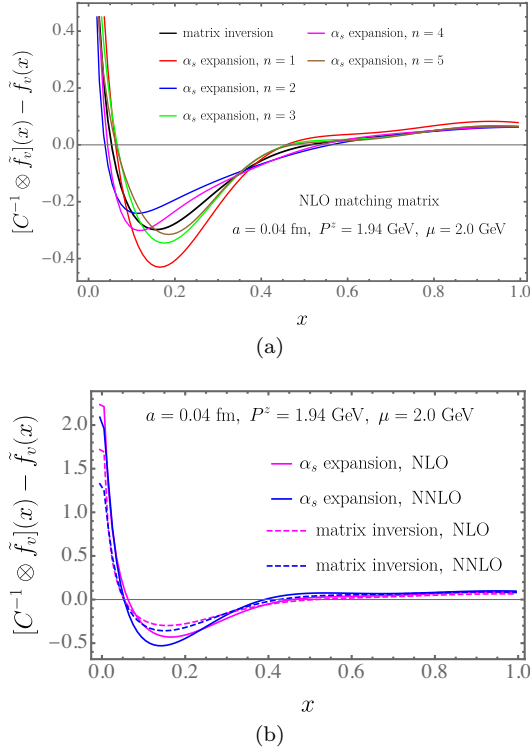 [C⁻¹ ⊗ f̃ᵥ](x) − f̃ᵥ(x)
0.4
0.2
0.0
−0.2
−0.4
matrix inversion
αₛ expansion, n = 1
αₛ expansion, n = 2
αₛ expansion, n = 3
αₛ expansion, n = 4
αₛ expansion, n = 5
NLO matching matrix
a = 0.04 fm, Pᶻ = 1.94 GeV, μ = 2.0 GeV
0.0 0.2 0.4 0.6 0.8 1.0
x
(a)
[C⁻¹ ⊗ f̃ᵥ](x) − f̃ᵥ(x)
2.0
1.5
1.0
0.5
0.0
−0.5
a = 0.04 fm, Pᶻ = 1.94 GeV, μ = 2.0 GeV
αₛ expansion, NLO
αₛ expansion, NNLO
matrix inversion, NLO
matrix inversion, NNLO
0.0 0.2 0.4 0.6 0.8 1.0
x
(b)